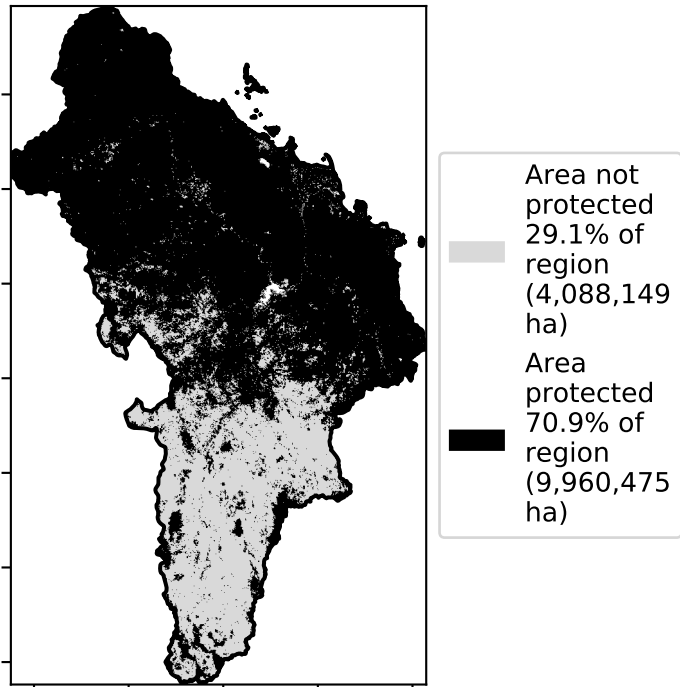 Area not
protected
29.1% of
region
(4,088,149
ha)
Area
protected
70.9% of
region
(9,960,475
ha)